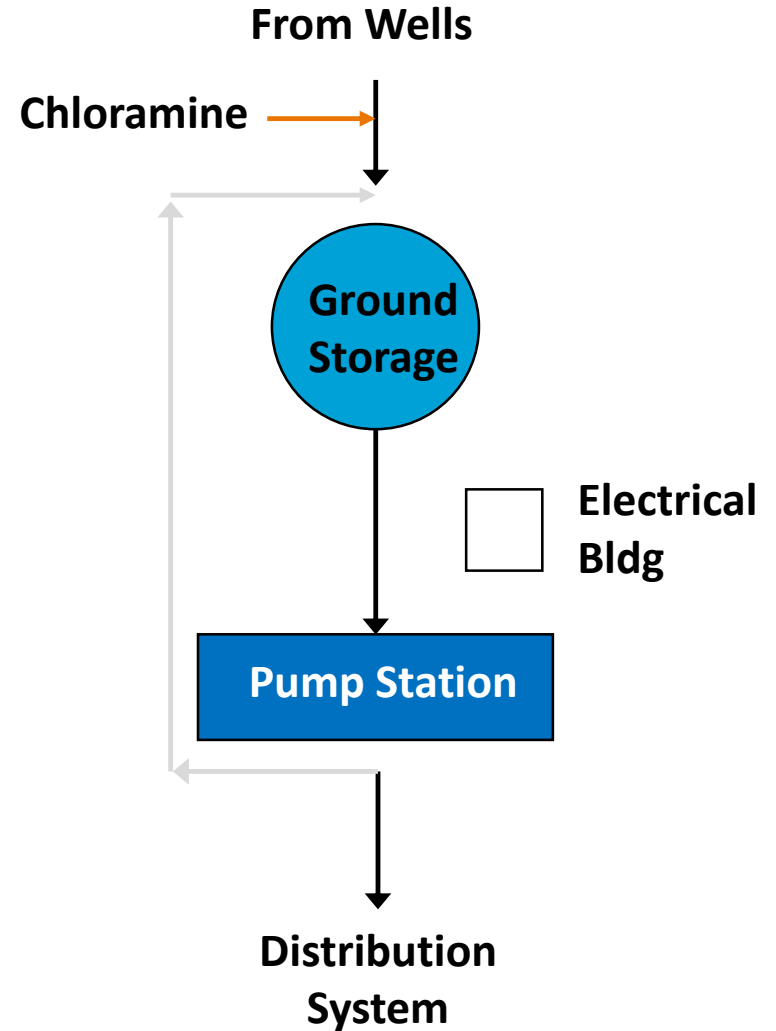 From Wells
Chloramine
Ground
Storage
Electrical
Bldg
Pump Station
Distribution
System